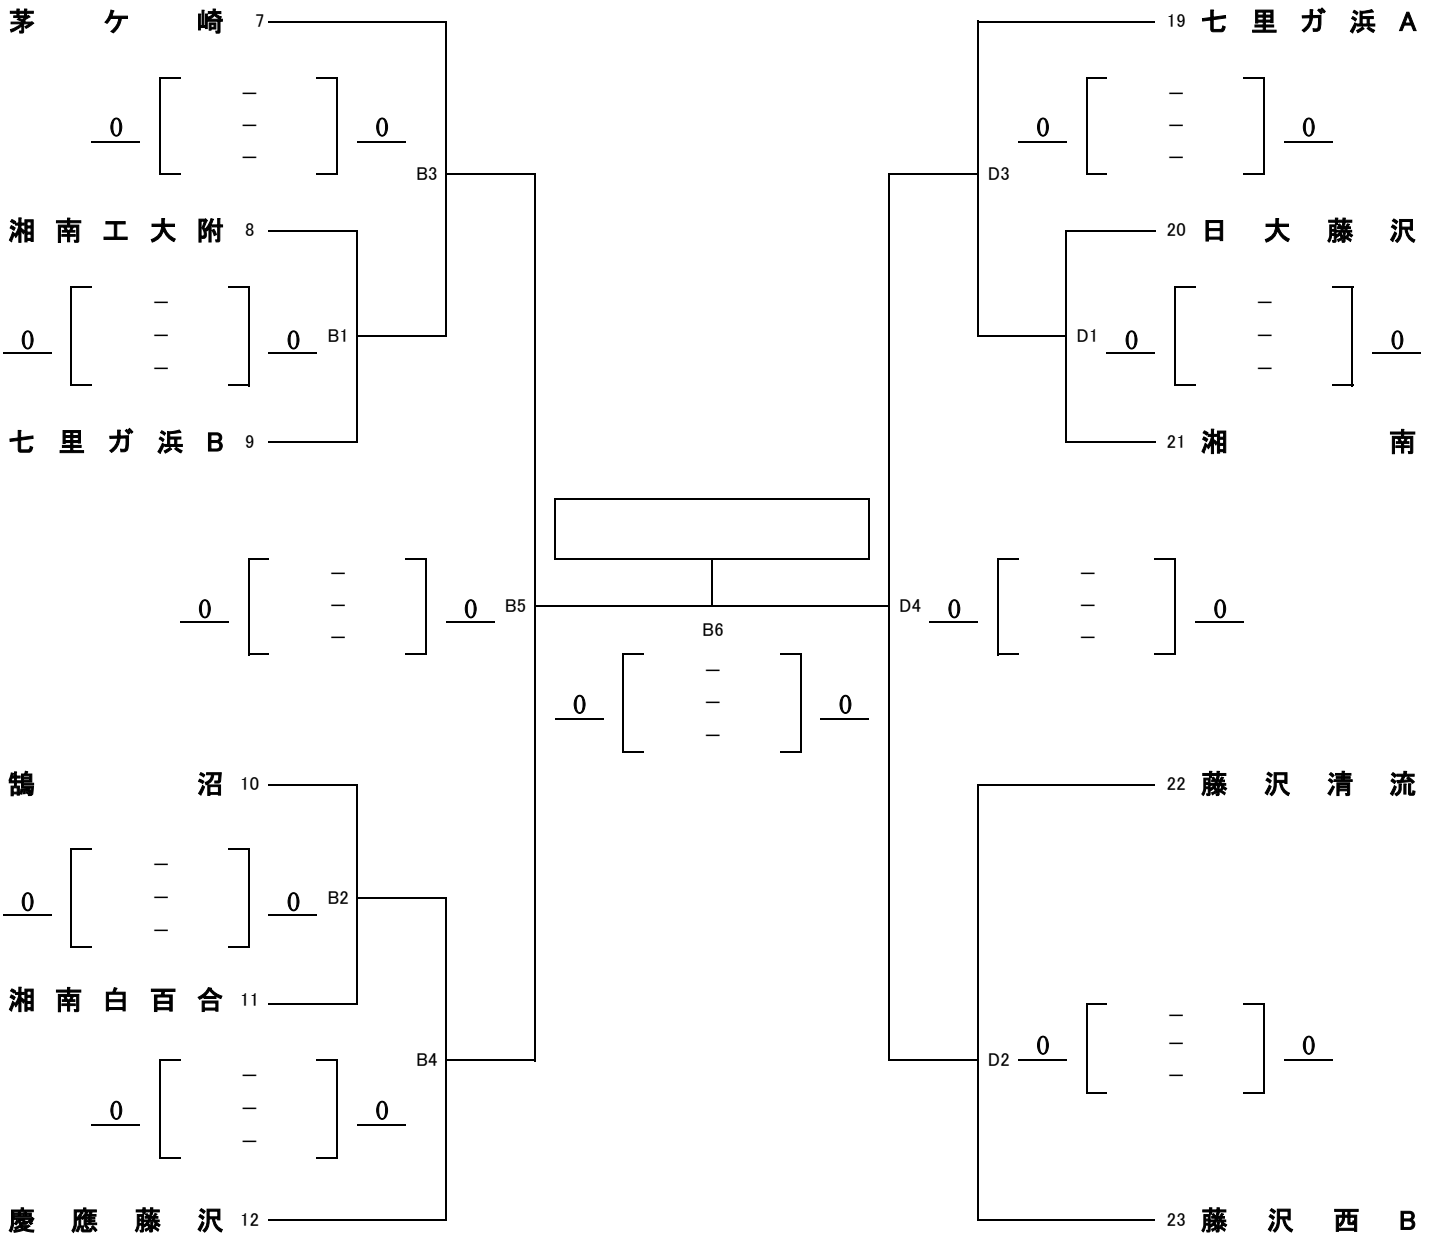 茅ケ崎 7
19 七里ガ浜A
－
－
0 0
0 0
－
－
－
－
B3
D3
湘南工大附 8
20 日大藤沢
－
－
0 － 0 B1
D1 0 － 0
－
－
七里ガ浜B 9
21 湘南
－
－
0 － 0 B5
D4 0 － 0
－
－
B6
－
0 － 0
－
鵠沼 10
22 藤沢清流
－
0 － 0 B2
－
湘南白百合 11
－
－
B4
D2 0 － 0
－
0 － 0
－
－
慶應藤沢 12
23 藤沢西B